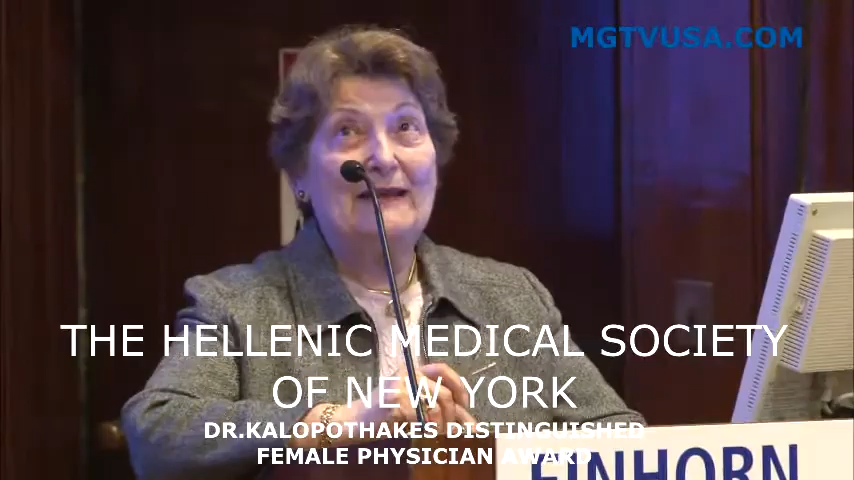 MGTVUSA.COM
THE HELLENIC MEDICAL SOCIETY
OF NEW YORK
DR.KALOPOTHAKES DISTINGUISHED
FEMALE PHYSICIAN AWARD
EINHORN